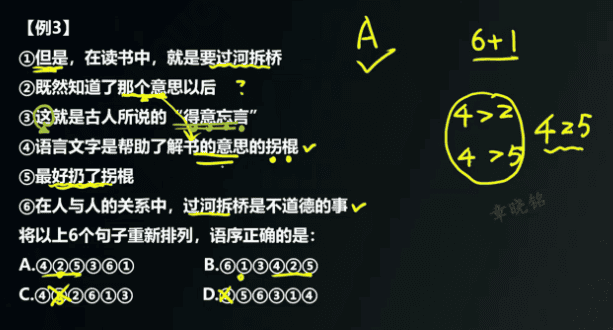 【例3】
①但是，在读书中，就是要过河拆桥
②既然知道了那个意思以后 ?
③这就是古人所说的“得意忘言”
④语言文字是帮助了解书的意思的拐棍
⑤最好扔了拐棍
⑥在人与人的关系中，过河拆桥是不道德的事
将以上6个句子重新排列，语序正确的是：
A.④②⑤③⑥① B.⑥①③④②⑤
C.④⑤②⑥①③ D.②⑤⑥③①④
A
6+1
4>2
4>5
425
章晓铭